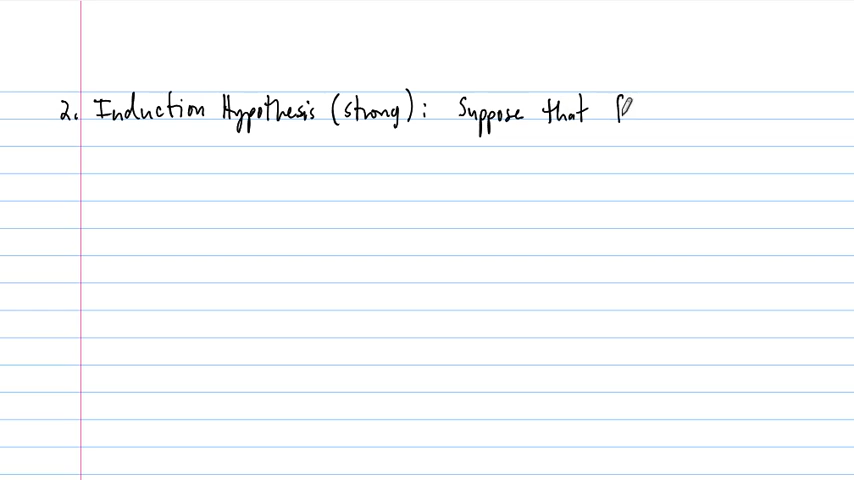 2. Induction Hypothesis (strong): Suppose that